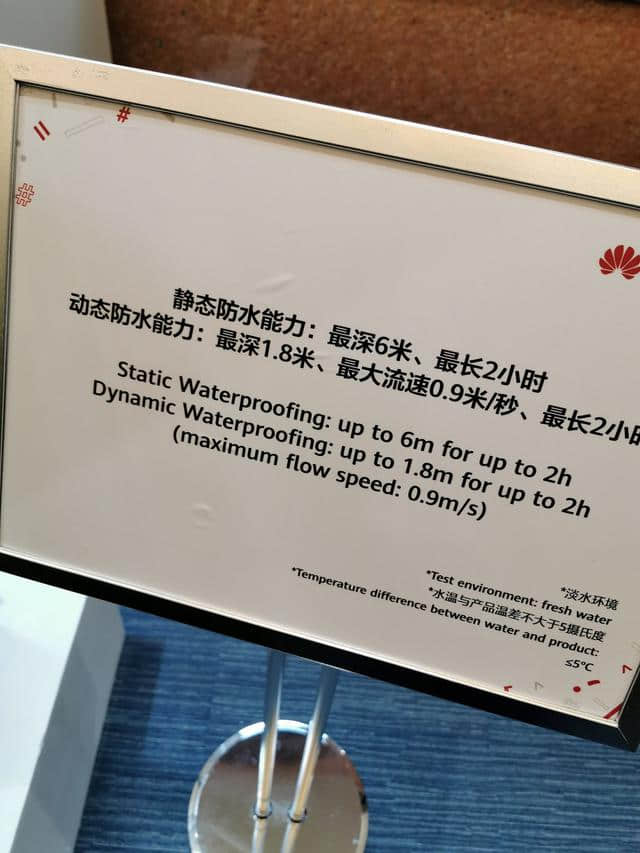 静态防水能力：最深6米、最长2小时
动态防水能力：最深1.8米、最大流速0.9米/秒、最长2小时
Static Waterproofing: up to 6m for up to 2h
Dynamic Waterproofing: up to 1.8m for up to 2h
(maximum flow speed: 0.9m/s)
*淡水环境
*Test environment: fresh water
*水温与产品温差不大于5摄氏度
*Temperature difference between water and product:
≤5°C